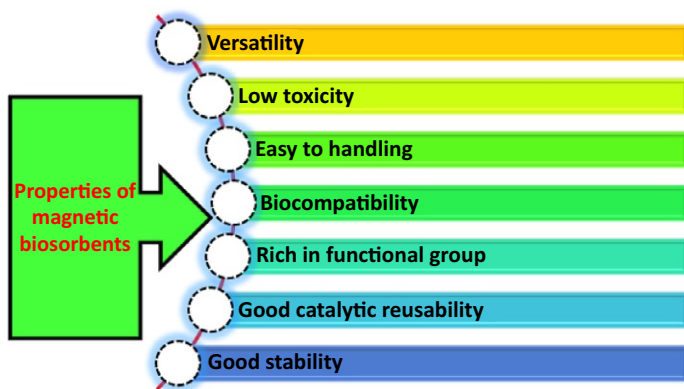 Versatility
Low toxicity
Easy to handling
Properties of
magnetic
biosorbents
Biocompatibility
Rich in functional group
Good catalytic reusability
Good stability